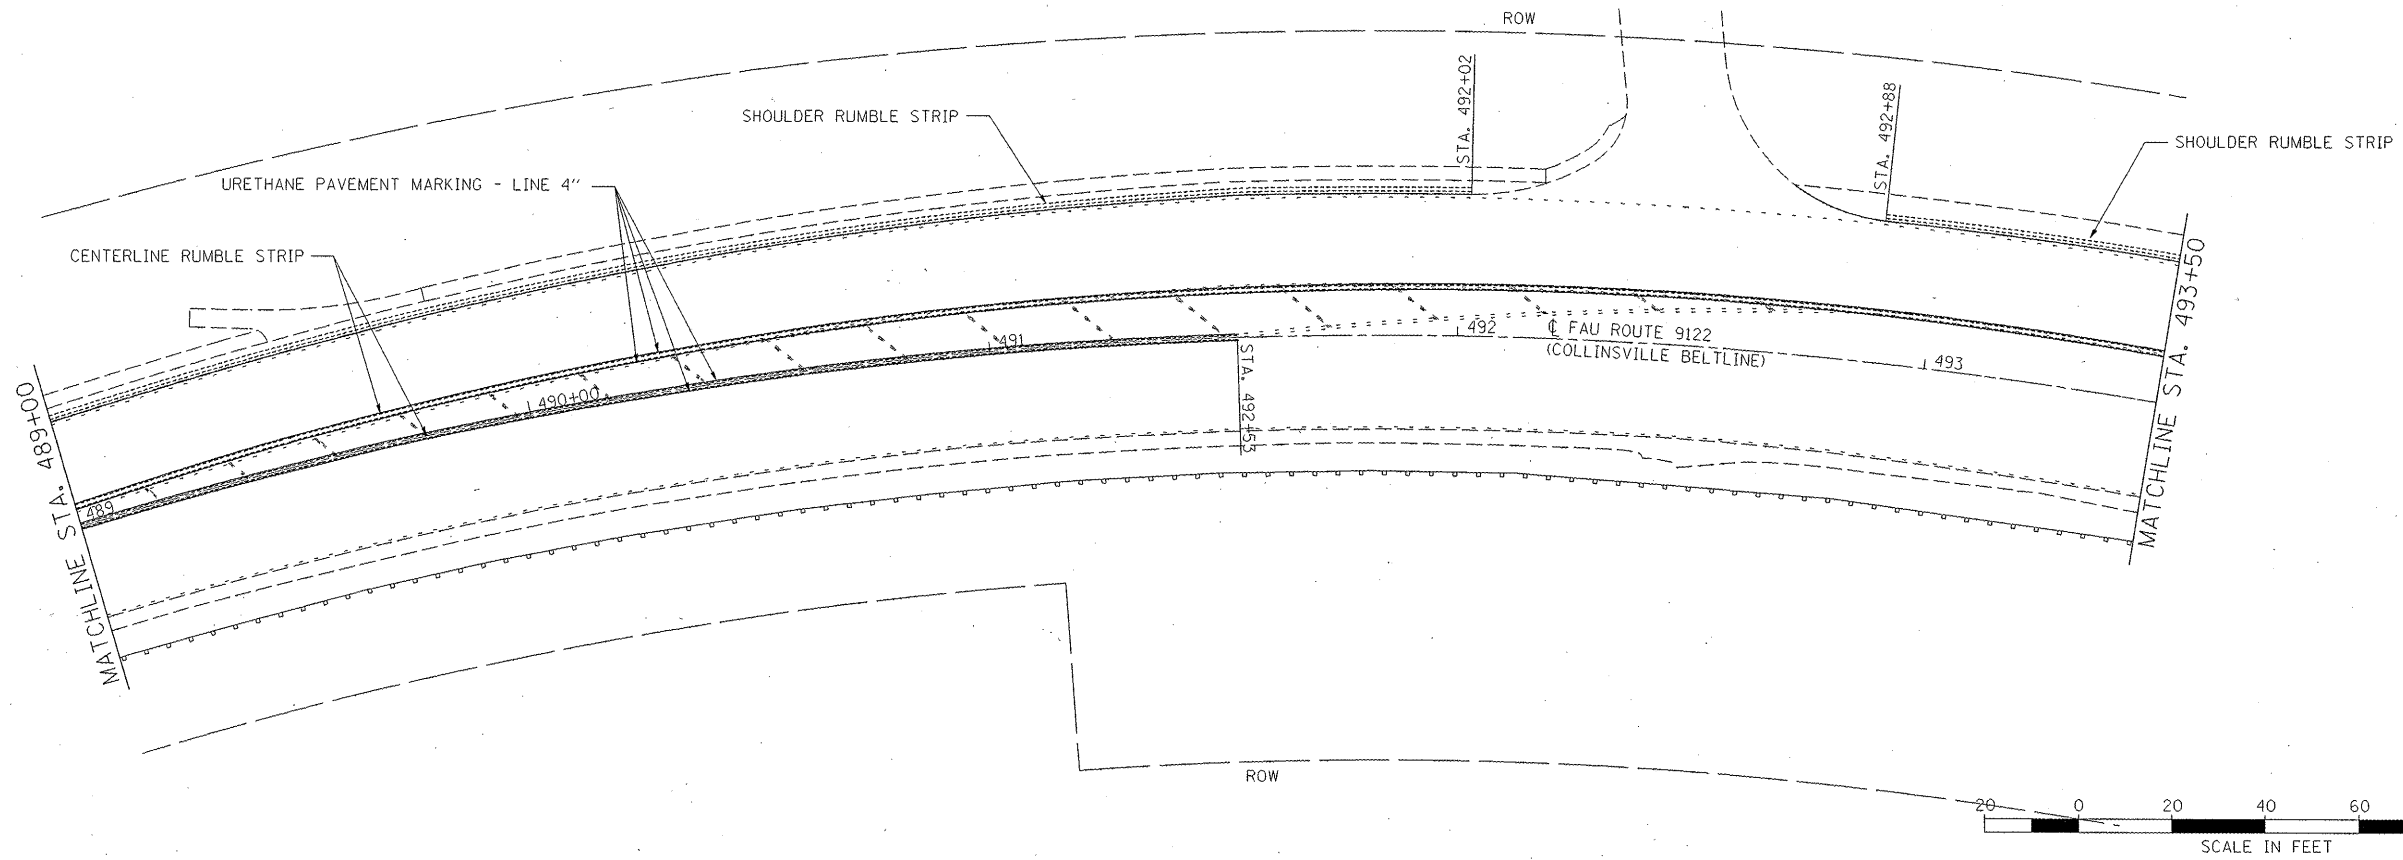 ROW
STA. 492+02
STA. 492+88
SHOULDER RUMBLE STRIP
SHOULDER RUMBLE STRIP
URETHANE PAVEMENT MARKING - LINE 4"
CENTERLINE RUMBLE STRIP
MATCHLINE STA. 489+00
489
490+00
491
492
℄ FAU ROUTE 9122
(COLLINSVILLE BELTLINE)
493
STA. 492+53
MATCHLINE STA. 493+50
ROW
20 0 20 40 60
SCALE IN FEET